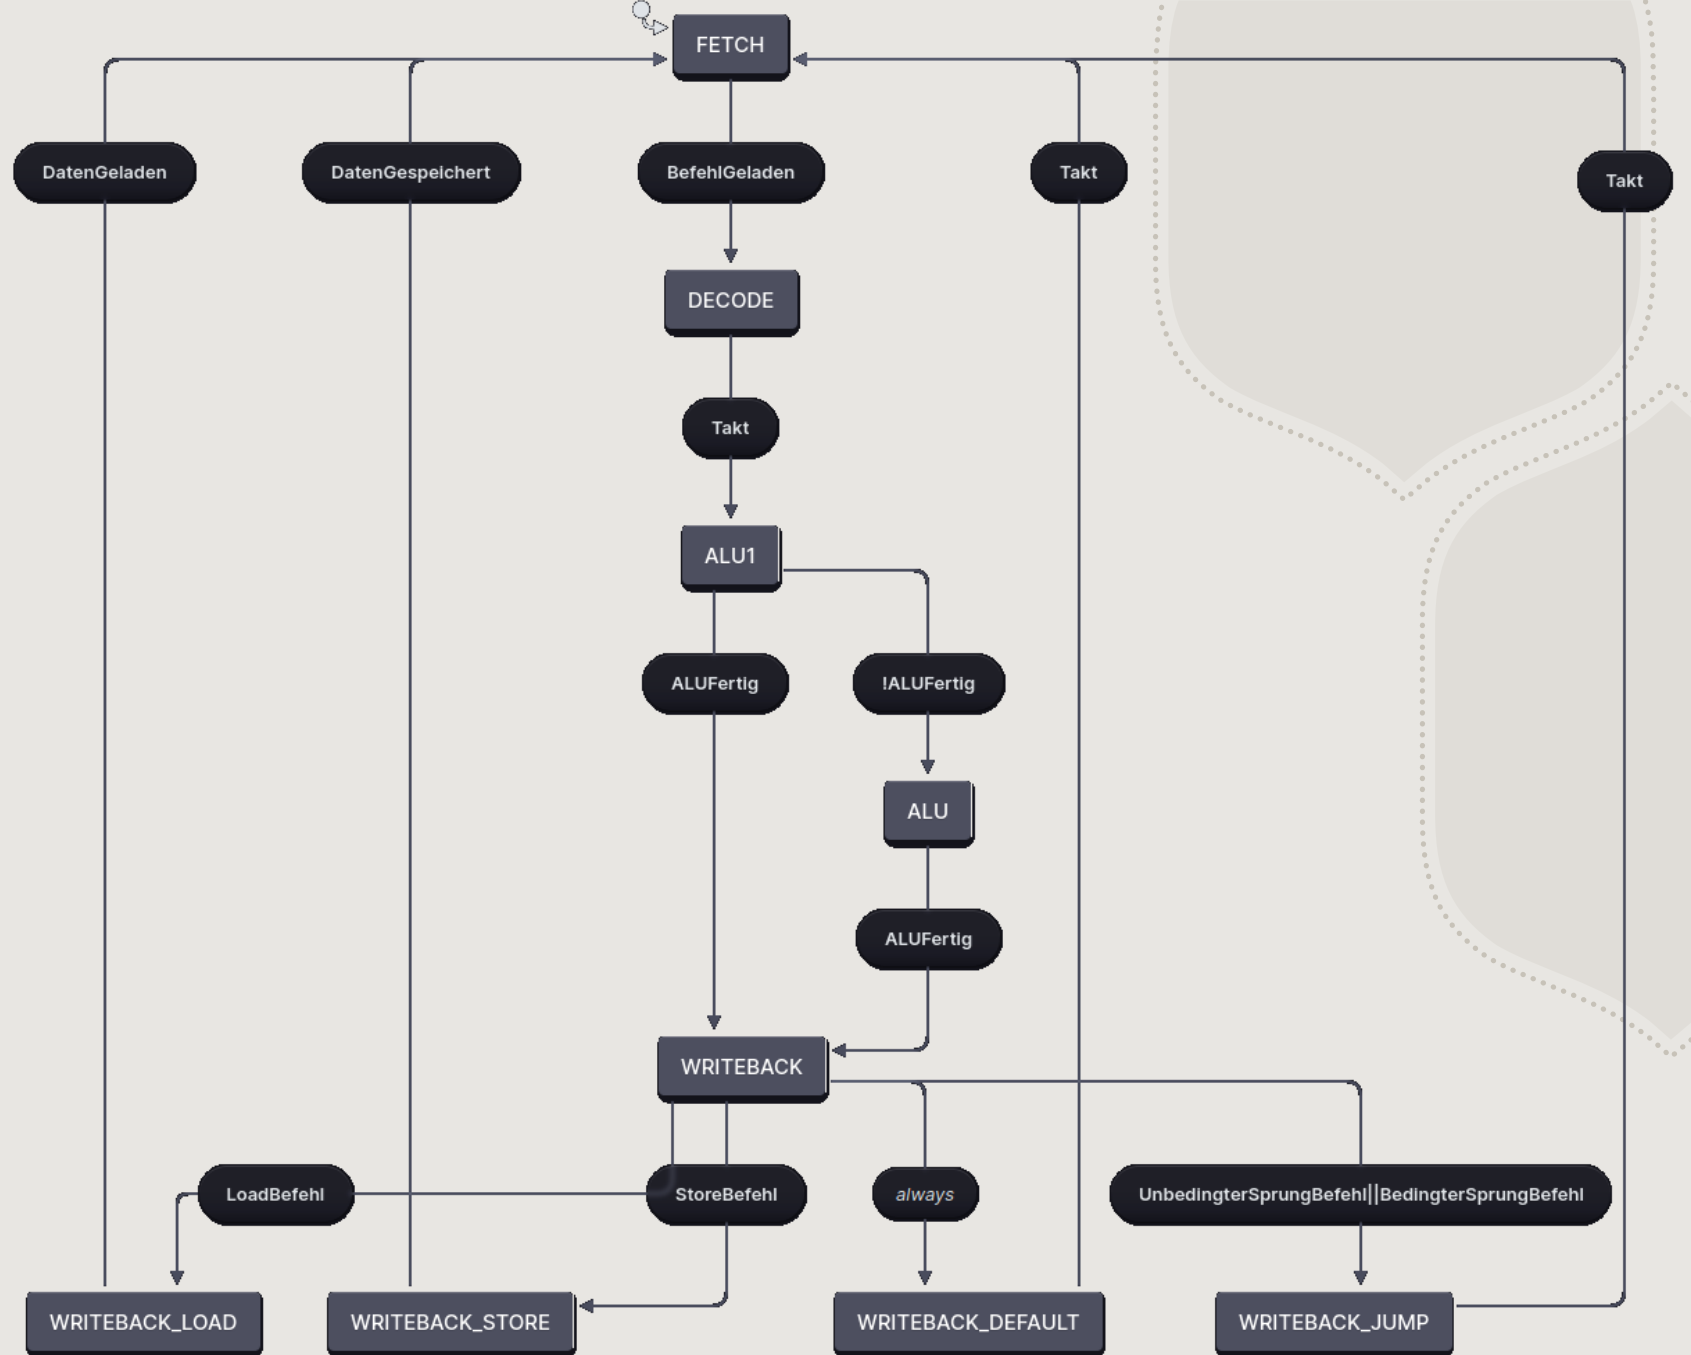 FETCH
DatenGeladen
DatenGespeichert
BefehlGeladen
Takt
Takt
DECODE
Takt
ALU1
ALUFertig
!ALUFertig
ALU
ALUFertig
WRITEBACK
LoadBefehl
StoreBefehl
always
UnbedingterSprungBefehl||BedingterSprungBefehl
WRITEBACK_LOAD
WRITEBACK_STORE
WRITEBACK_DEFAULT
WRITEBACK_JUMP